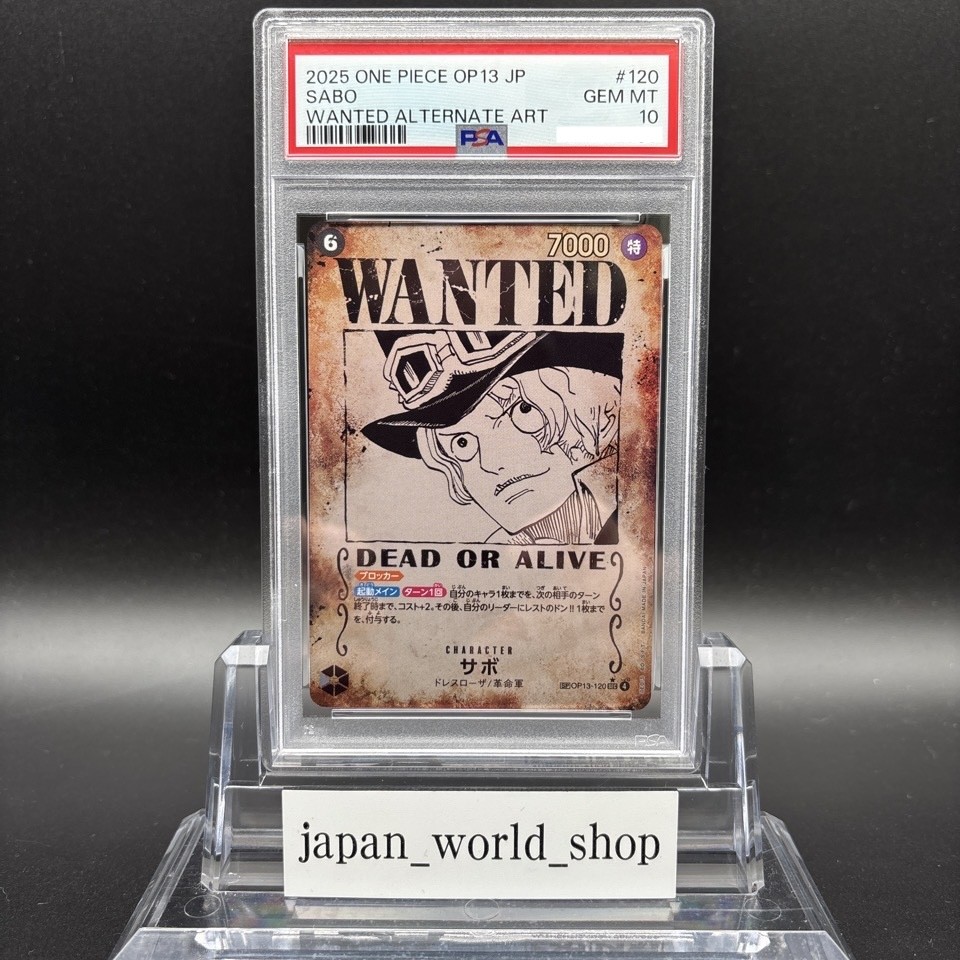 2025 ONE PIECE OP13 JP #120
SABO GEM MT
WANTED ALTERNATE ART 10
PSA
6 7000 特
WANTED
DEAD OR ALIVE
ブロッカー
起動メイン ターン1回 自分のキャラ1枚までを、次の相手のターン
終了時まで、コスト+2。その後、自分のリーダーにレストのドン!!1枚まで
を、付与する。
CHARACTER
サボ
ドレスローザ/革命軍
OP13-120 4
PSA
japan_world_shop